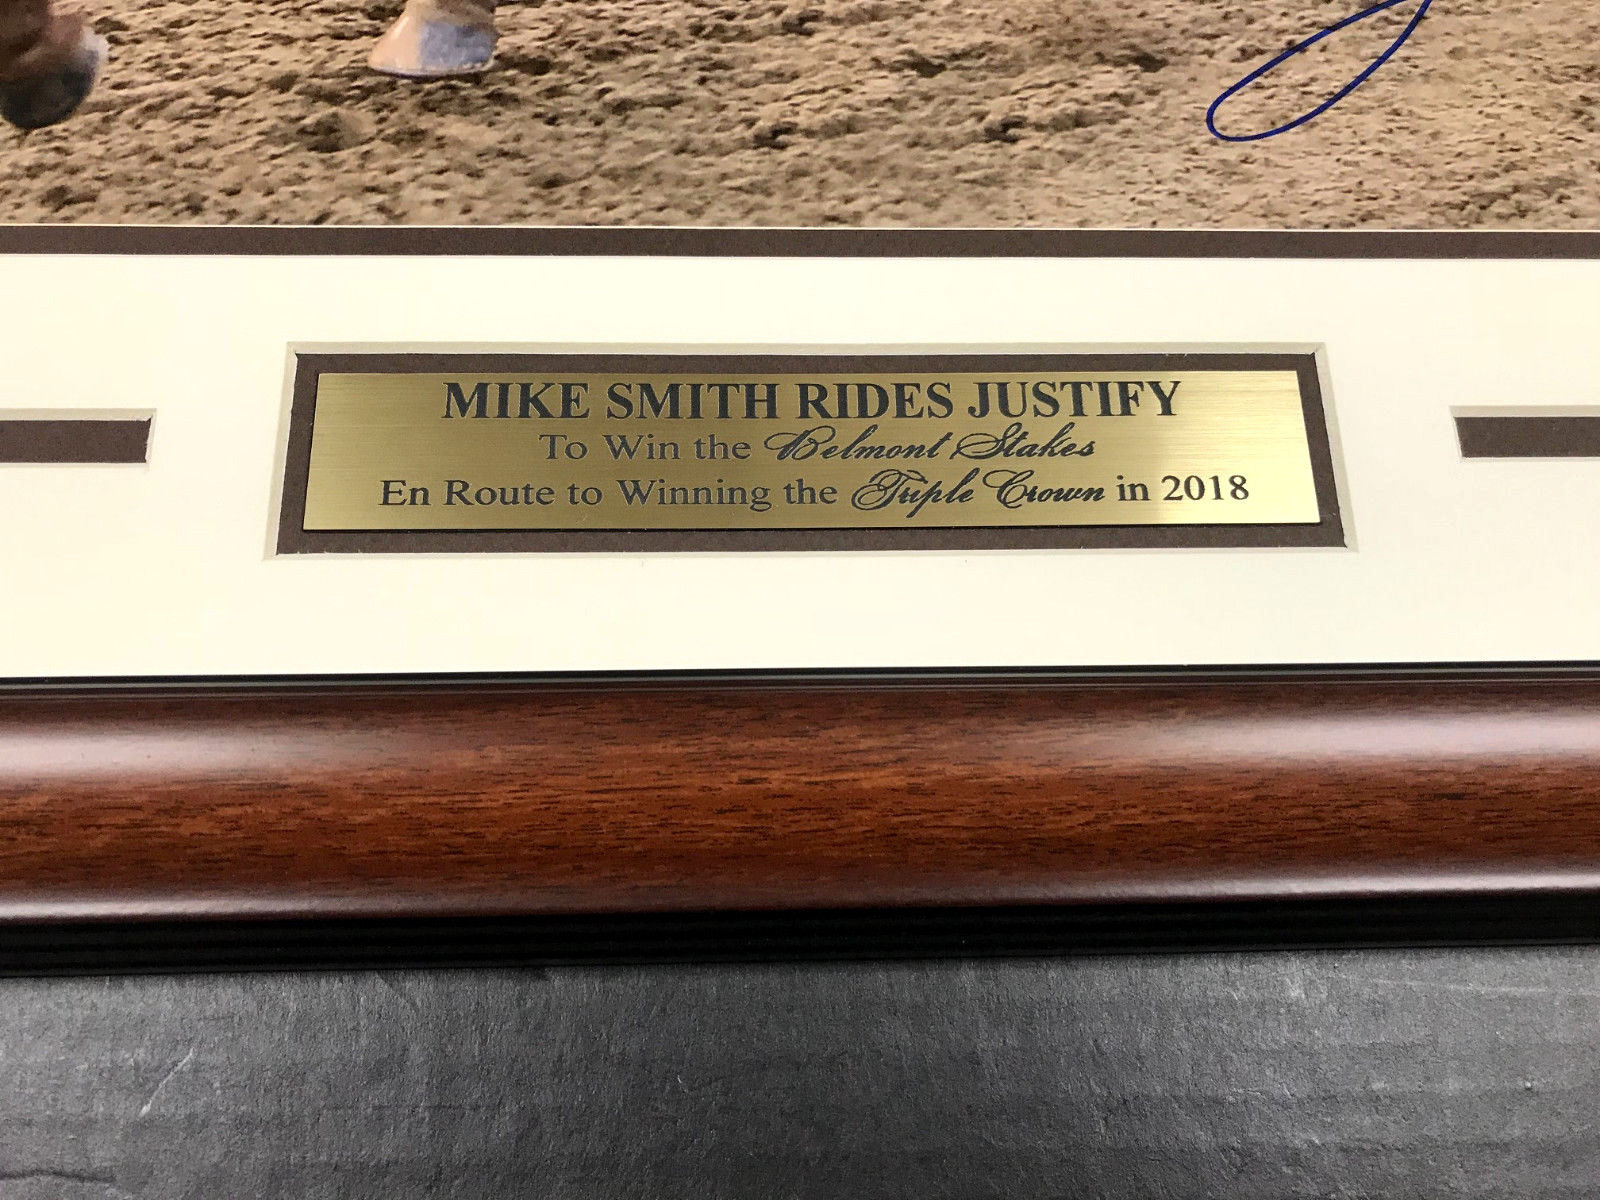 MIKE SMITH RIDES JUSTIFY
To Win the Belmont Stakes
En Route to Winning the Triple Crown in 2018